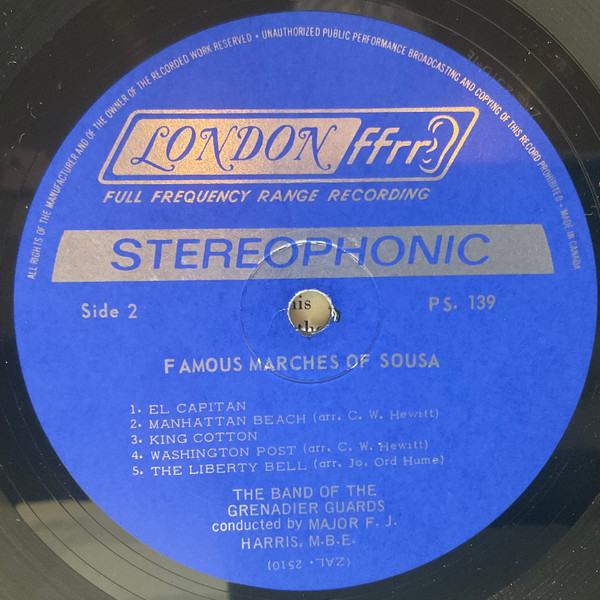 ALL RIGHTS OF THE MANUFACTURER AND OF THE OWNER OF THE RECORDED WORK RESERVED • UNAUTHORIZED PUBLIC PERFORMANCE BROADCASTING AND COPYING OF THIS RECORD PROHIBITED • MADE IN CANADA
LONDON ffrr
FULL FREQUENCY RANGE RECORDING
STEREOPHONIC
Side 2
PS. 139
his
the
FAMOUS MARCHES OF SOUSA
1. EL CAPITAN
2. MANHATTAN BEACH (arr. C. W. Hewitt)
3. KING COTTON
4. WASHINGTON POST (arr. C. W. Hewitt)
5. THE LIBERTY BELL (arr. Jo. Ord Hume)
THE BAND OF THE
GRENADIER GUARDS
conducted by MAJOR F. J.
HARRIS, M.B.E.
(ZAL. 2510)